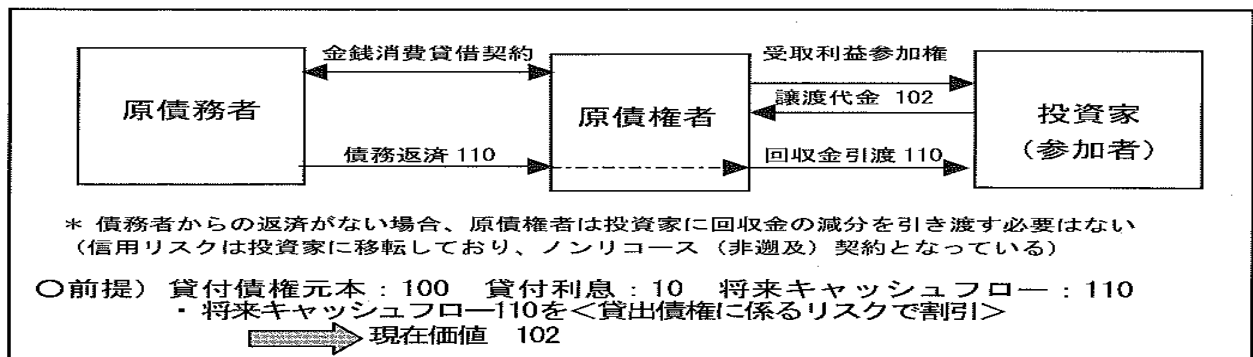 金銭消費貸借契約
受取利益参加権
原債務者
原債権者
譲渡代金 102
投資家
(参加者)
債務返済 110
回収金引渡 110
* 債務者からの返済がない場合、原債権者は投資家に回収金の減分を引き渡す必要はない
(信用リスクは投資家に移転しており、ノンリコース(非遡及)契約となっている)
○前提) 貸付債権元本:100 貸付利息:10 将来キャッシュフロー:110
・将来キャッシュフロー110を<貸出債権に係るリスクで割引>
現在価値 102